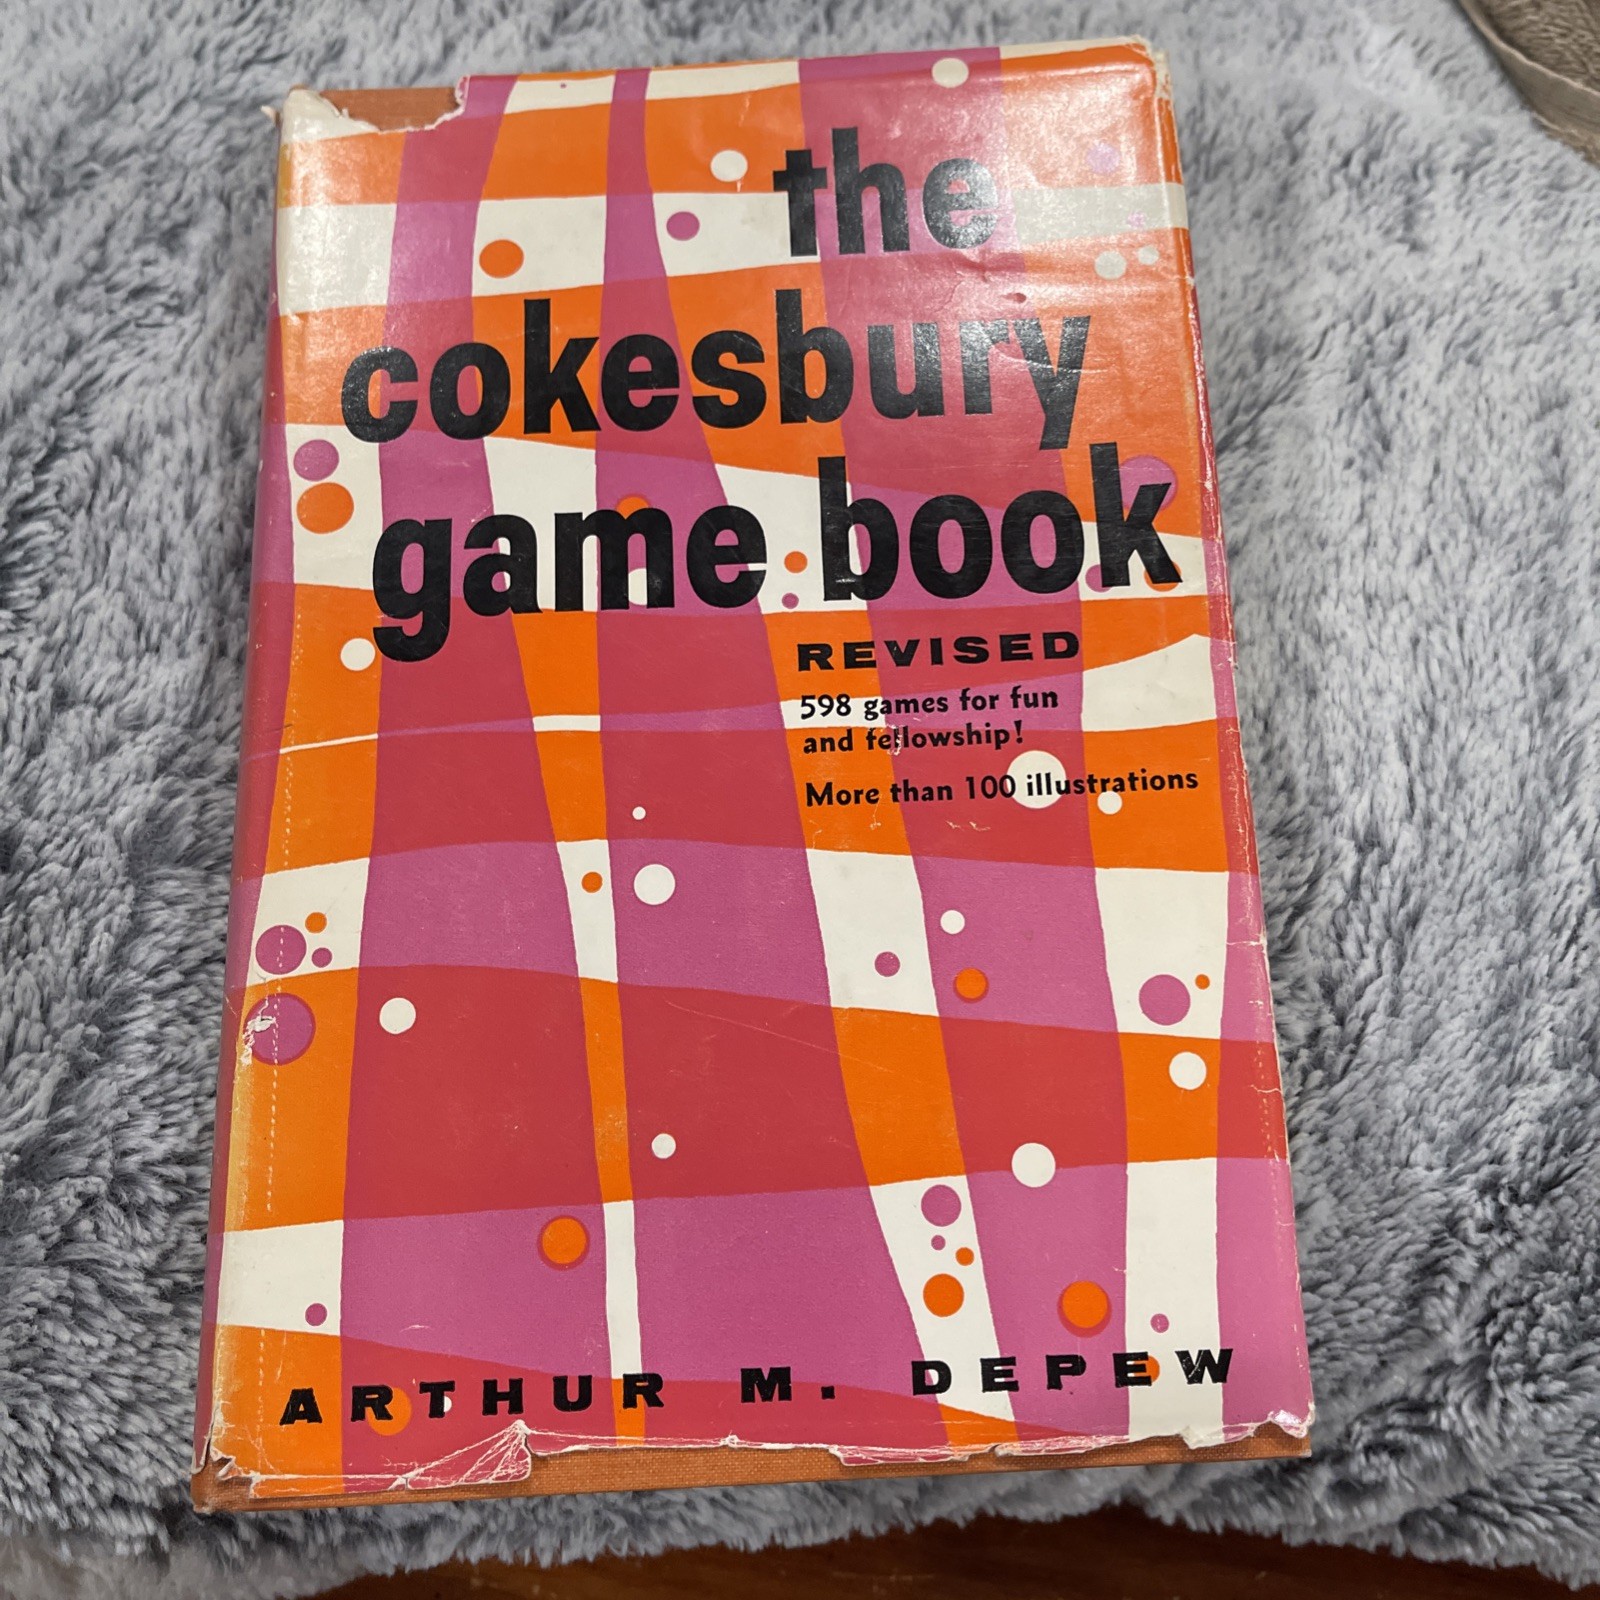 the
cokesbury
game book
REVISED
598 games for fun
and fellowship!
More than 100 illustrations
ARTHUR M. DEPEW